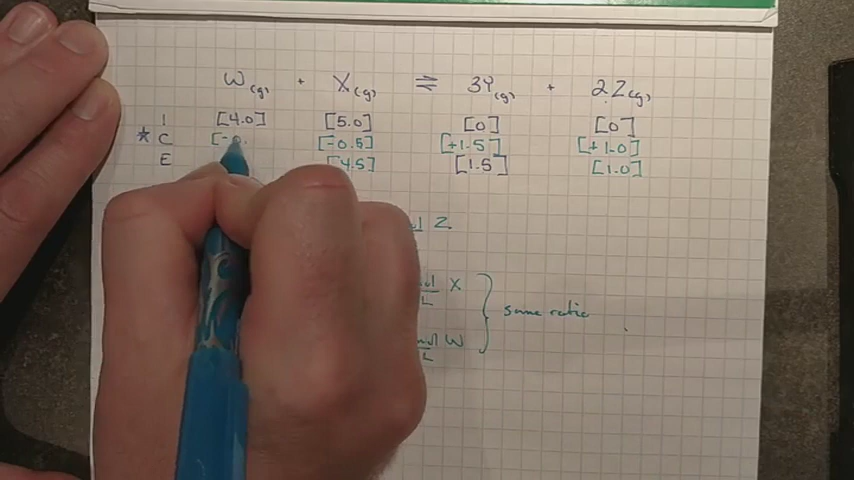 W(g) + X(g) ⇌ 3Y(g) + 2Z(g)
I [4.0] [5.0] [0] [0]
★ C [-0. [-0.5] [+1.5] [+1.0]
E [4.5] [1.5] [1.0]
Z
X
L
same ratio
W
L